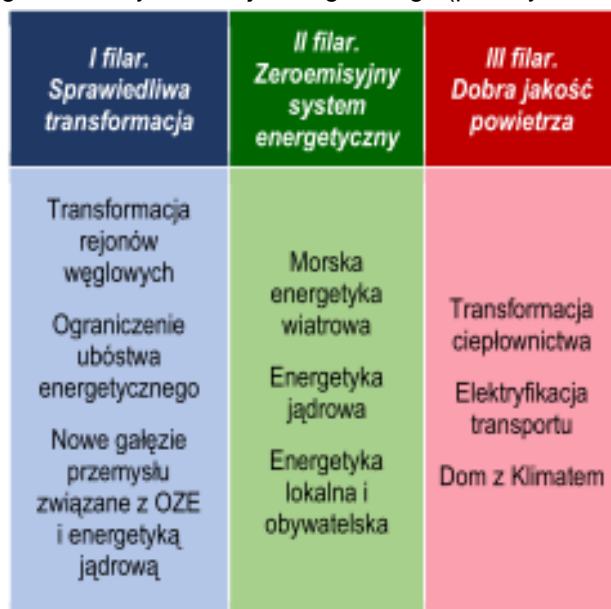 I filar.
Sprawiedliwa
transformacja
II filar.
Zeroemisyjny
system
energetyczny
III filar.
Dobra jakość
powietrza
Transformacja
rejonów
węglowych
Ograniczenie
ubóstwa
energetycznego
Nowe gałęzie
przemysłu
związane z OZE
i energetyką
jądrową
Morska
energetyka
wiatrowa
Energetyka
jądrowa
Energetyka
lokalna i
obywatelska
Transformacja
ciepłownictwa
Elektryfikacja
transportu
Dom z Klimatem